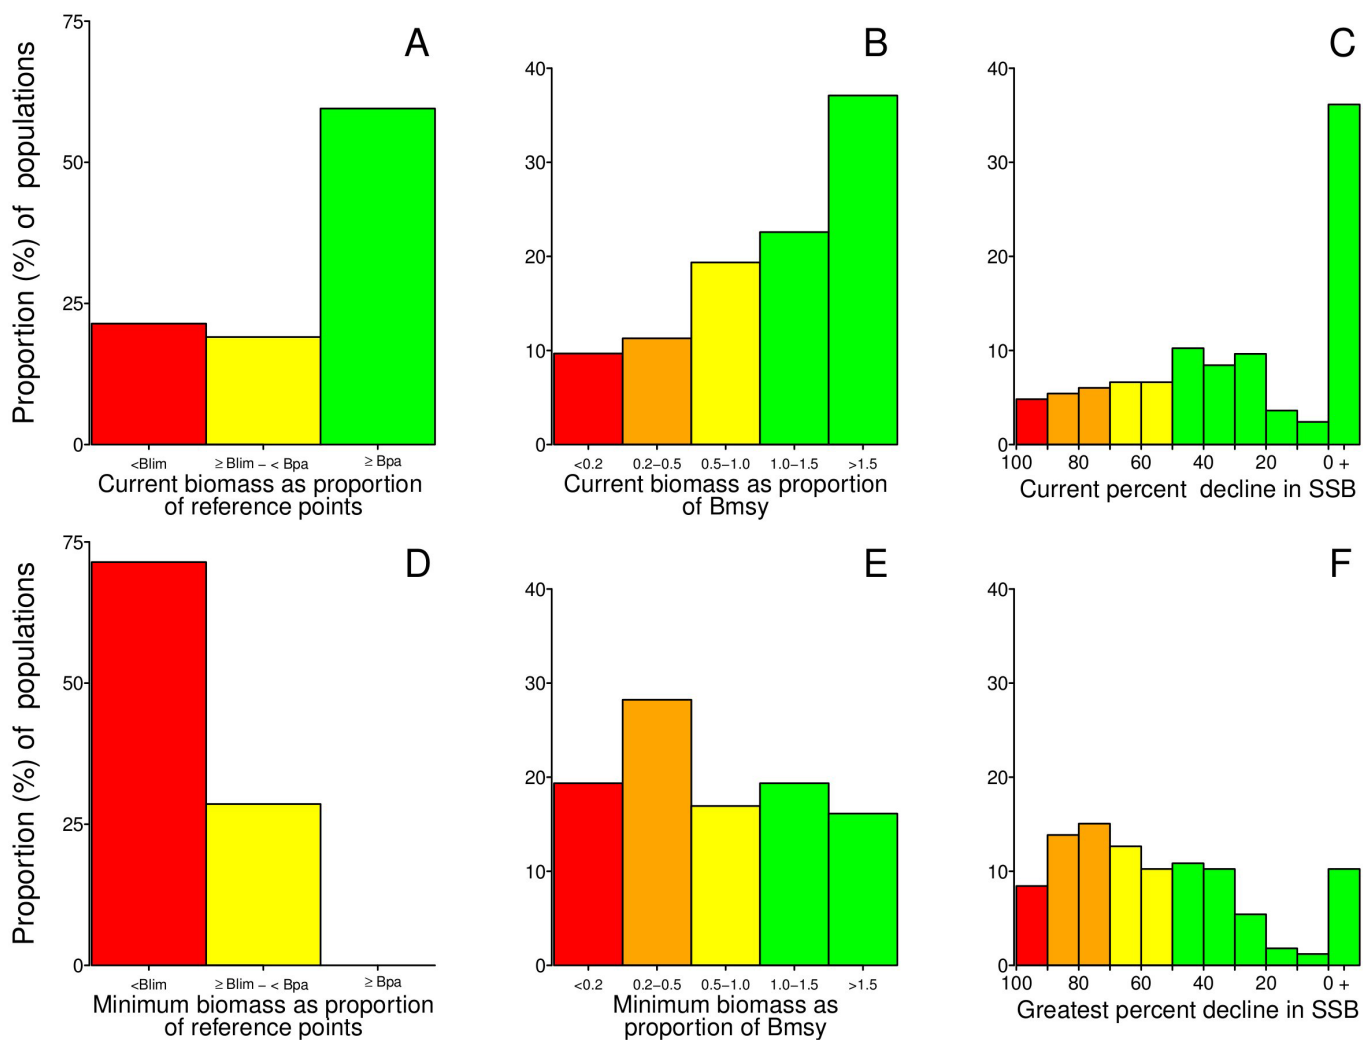 A
Proportion (%) of populations
75
50
25
0
<Blim
≥ Blim – < Bpa
≥ Bpa
Current biomass as proportion
of reference points
B
40
30
20
10
0
<0.2
0.2–0.5
0.5–1.0
1.0–1.5
>1.5
Current biomass as proportion
of Bmsy
C
40
30
20
10
0
100
80
60
40
20
0 +
Current percent decline in SSB
D
Proportion (%) of populations
75
50
25
0
<Blim
≥ Blim – < Bpa
≥ Bpa
Minimum biomass as proportion
of reference points
E
40
30
20
10
0
<0.2
0.2–0.5
0.5–1.0
1.0–1.5
>1.5
Minimum biomass as
proportion of Bmsy
F
40
30
20
10
0
100
80
60
40
20
0 +
Greatest percent decline in SSB